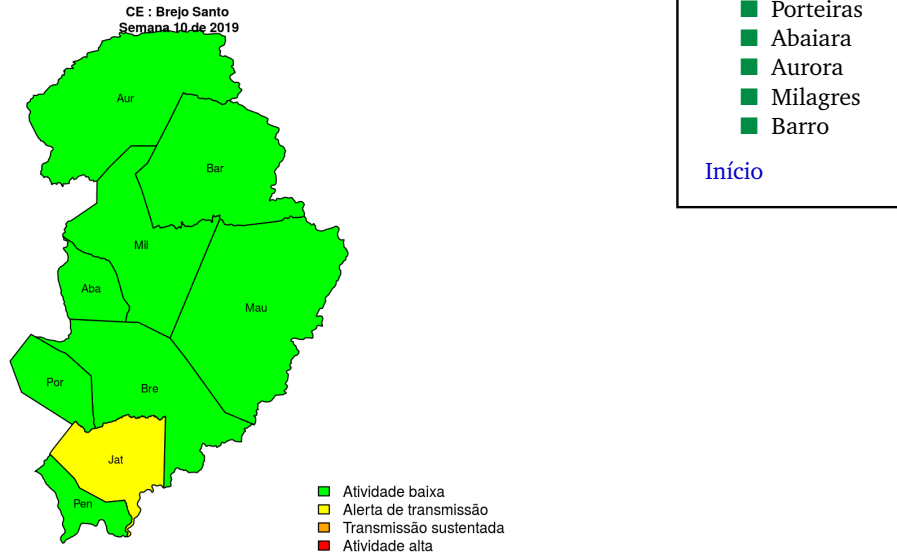 CE : Brejo Santo
Semana 10 de 2019
Aur
Bar
Mil
Aba
Mau
Por
Bre
Jat
Pen
Atividade baixa
Alerta de transmissão
Transmissão sustentada
Atividade alta
Porteiras
Abaiara
Aurora
Milagres
Barro
Início